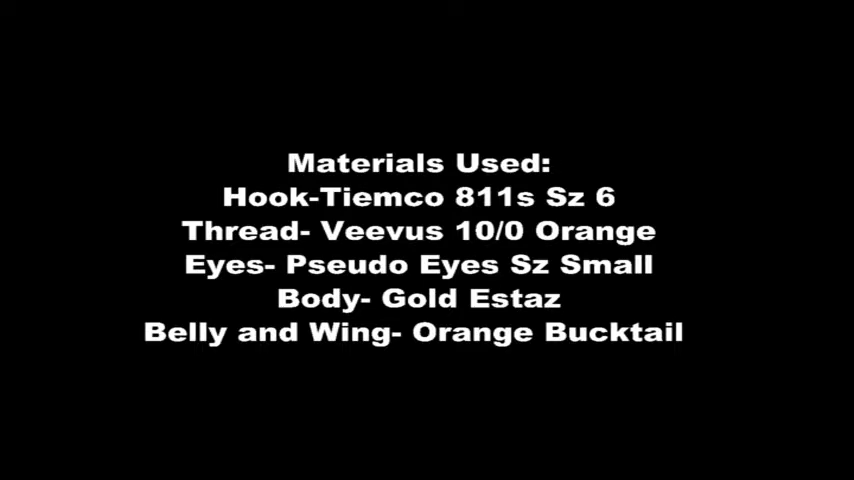 Materials Used:
Hook-Tiemco 811s Sz 6
Thread- Veevus 10/0 Orange
Eyes- Pseudo Eyes Sz Small
Body- Gold Estaz
Belly and Wing- Orange Bucktail